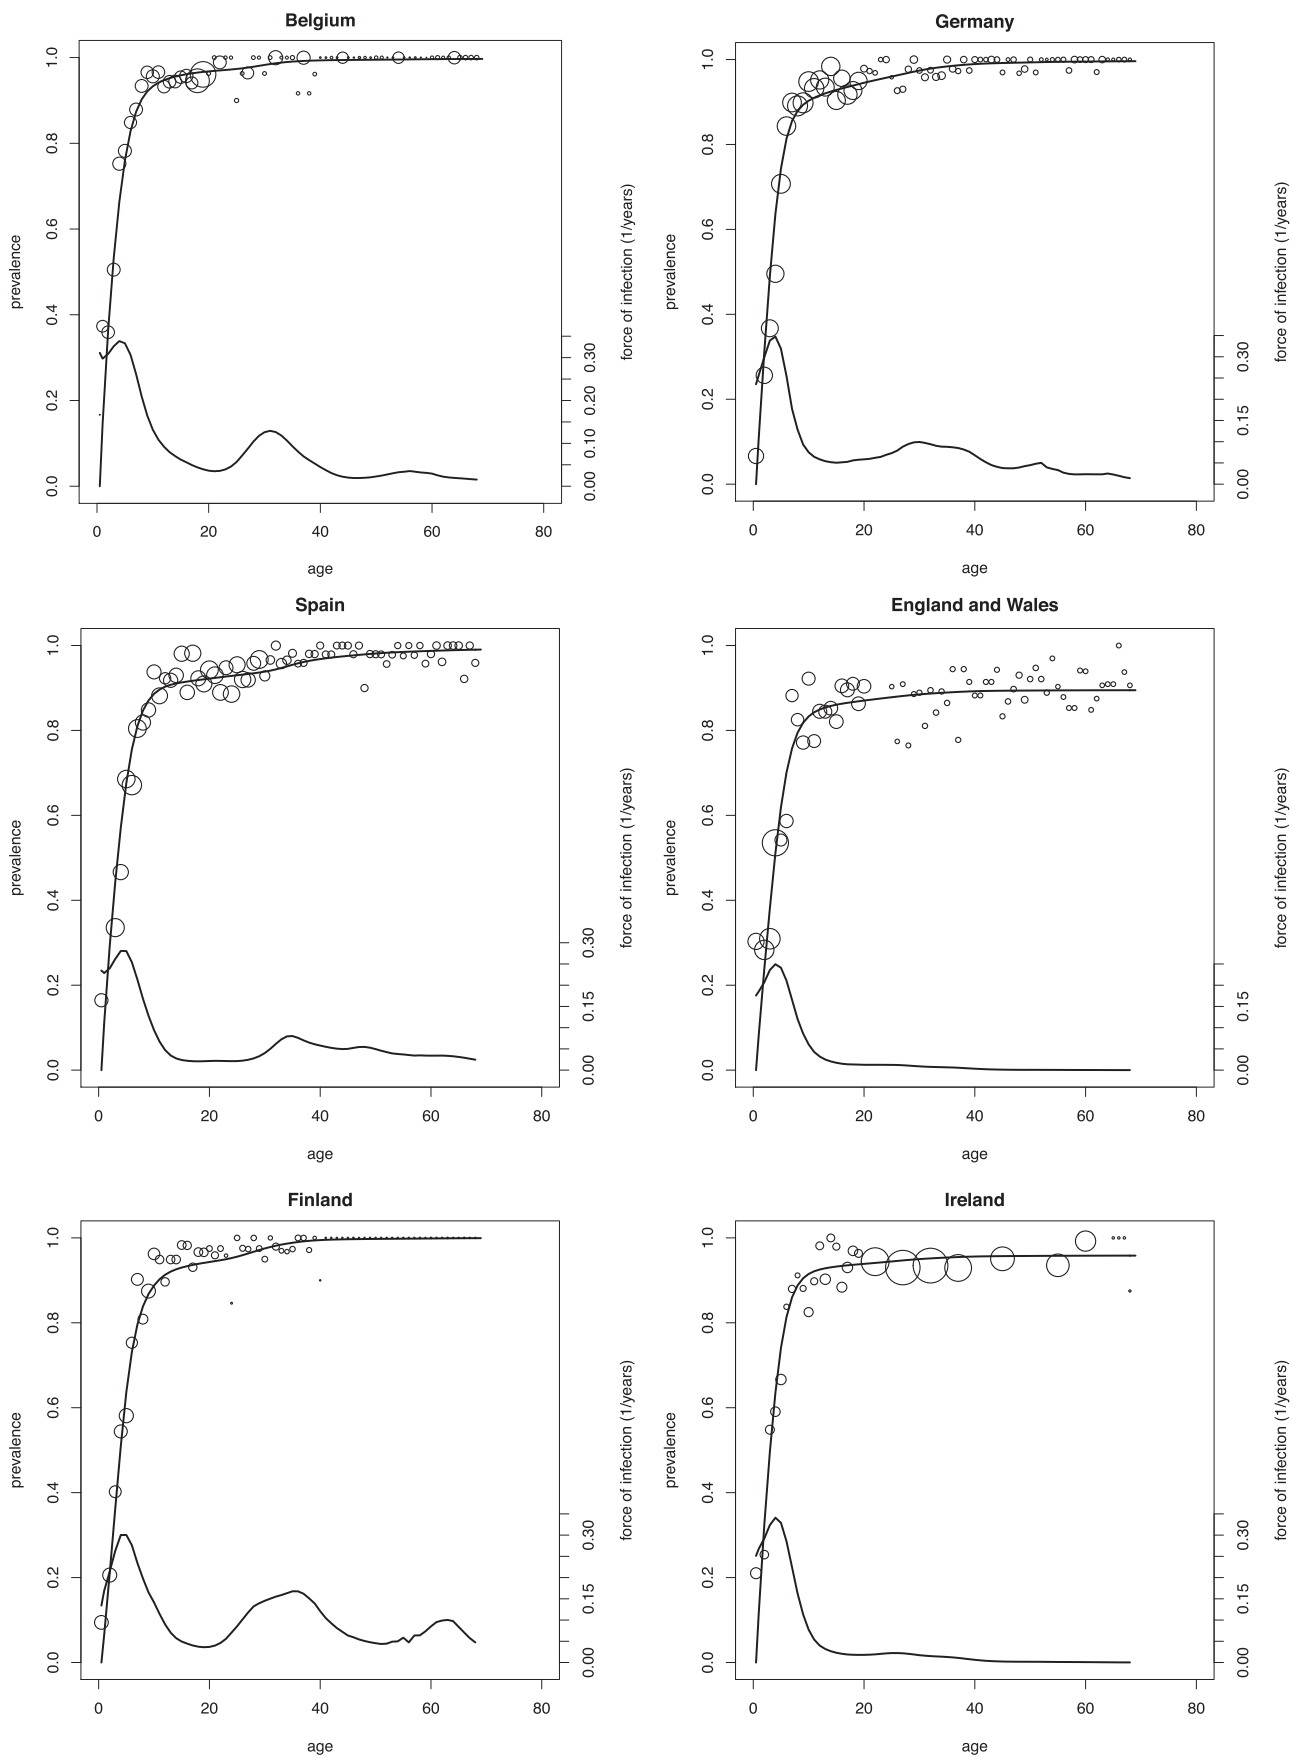 Belgium
prevalence
0.0 0.2 0.4 0.6 0.8 1.0
0.00 0.10 0.20 0.30
force of infection (1/years)
0 20 40 60 80
age
Germany
prevalence
0.0 0.2 0.4 0.6 0.8 1.0
0.00 0.15 0.30
force of infection (1/years)
0 20 40 60 80
age
Spain
prevalence
0.0 0.2 0.4 0.6 0.8 1.0
0.00 0.15 0.30
force of infection (1/years)
0 20 40 60 80
age
England and Wales
prevalence
0.0 0.2 0.4 0.6 0.8 1.0
0.00 0.15
force of infection (1/years)
0 20 40 60 80
age
Finland
prevalence
0.0 0.2 0.4 0.6 0.8 1.0
0.00 0.15 0.30
force of infection (1/years)
0 20 40 60 80
age
Ireland
prevalence
0.0 0.2 0.4 0.6 0.8 1.0
0.00 0.15 0.30
force of infection (1/years)
0 20 40 60 80
age